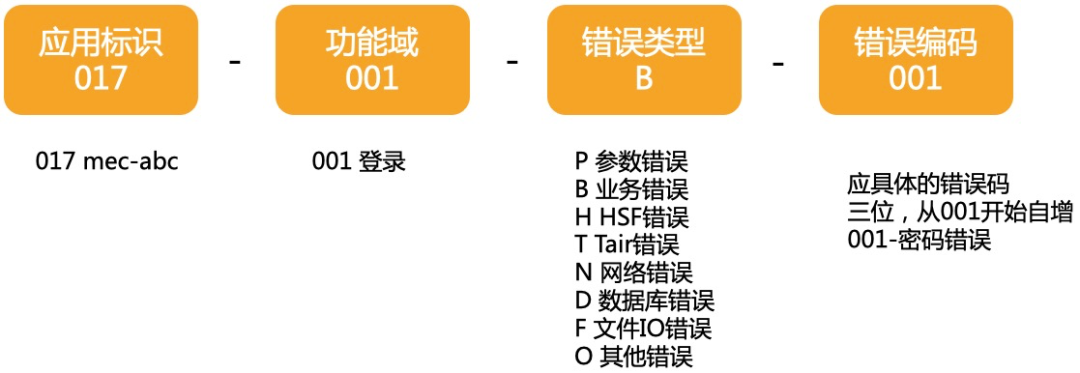 应用标识
017
-
功能域
001
-
错误类型
B
-
错误编码
001
017 mec-abc
001 登录
P 参数错误
B 业务错误
H HSF错误
T Tair错误
N 网络错误
D 数据库错误
F 文件IO错误
O 其他错误
应具体的错误码
三位，从001开始自增
001-密码错误